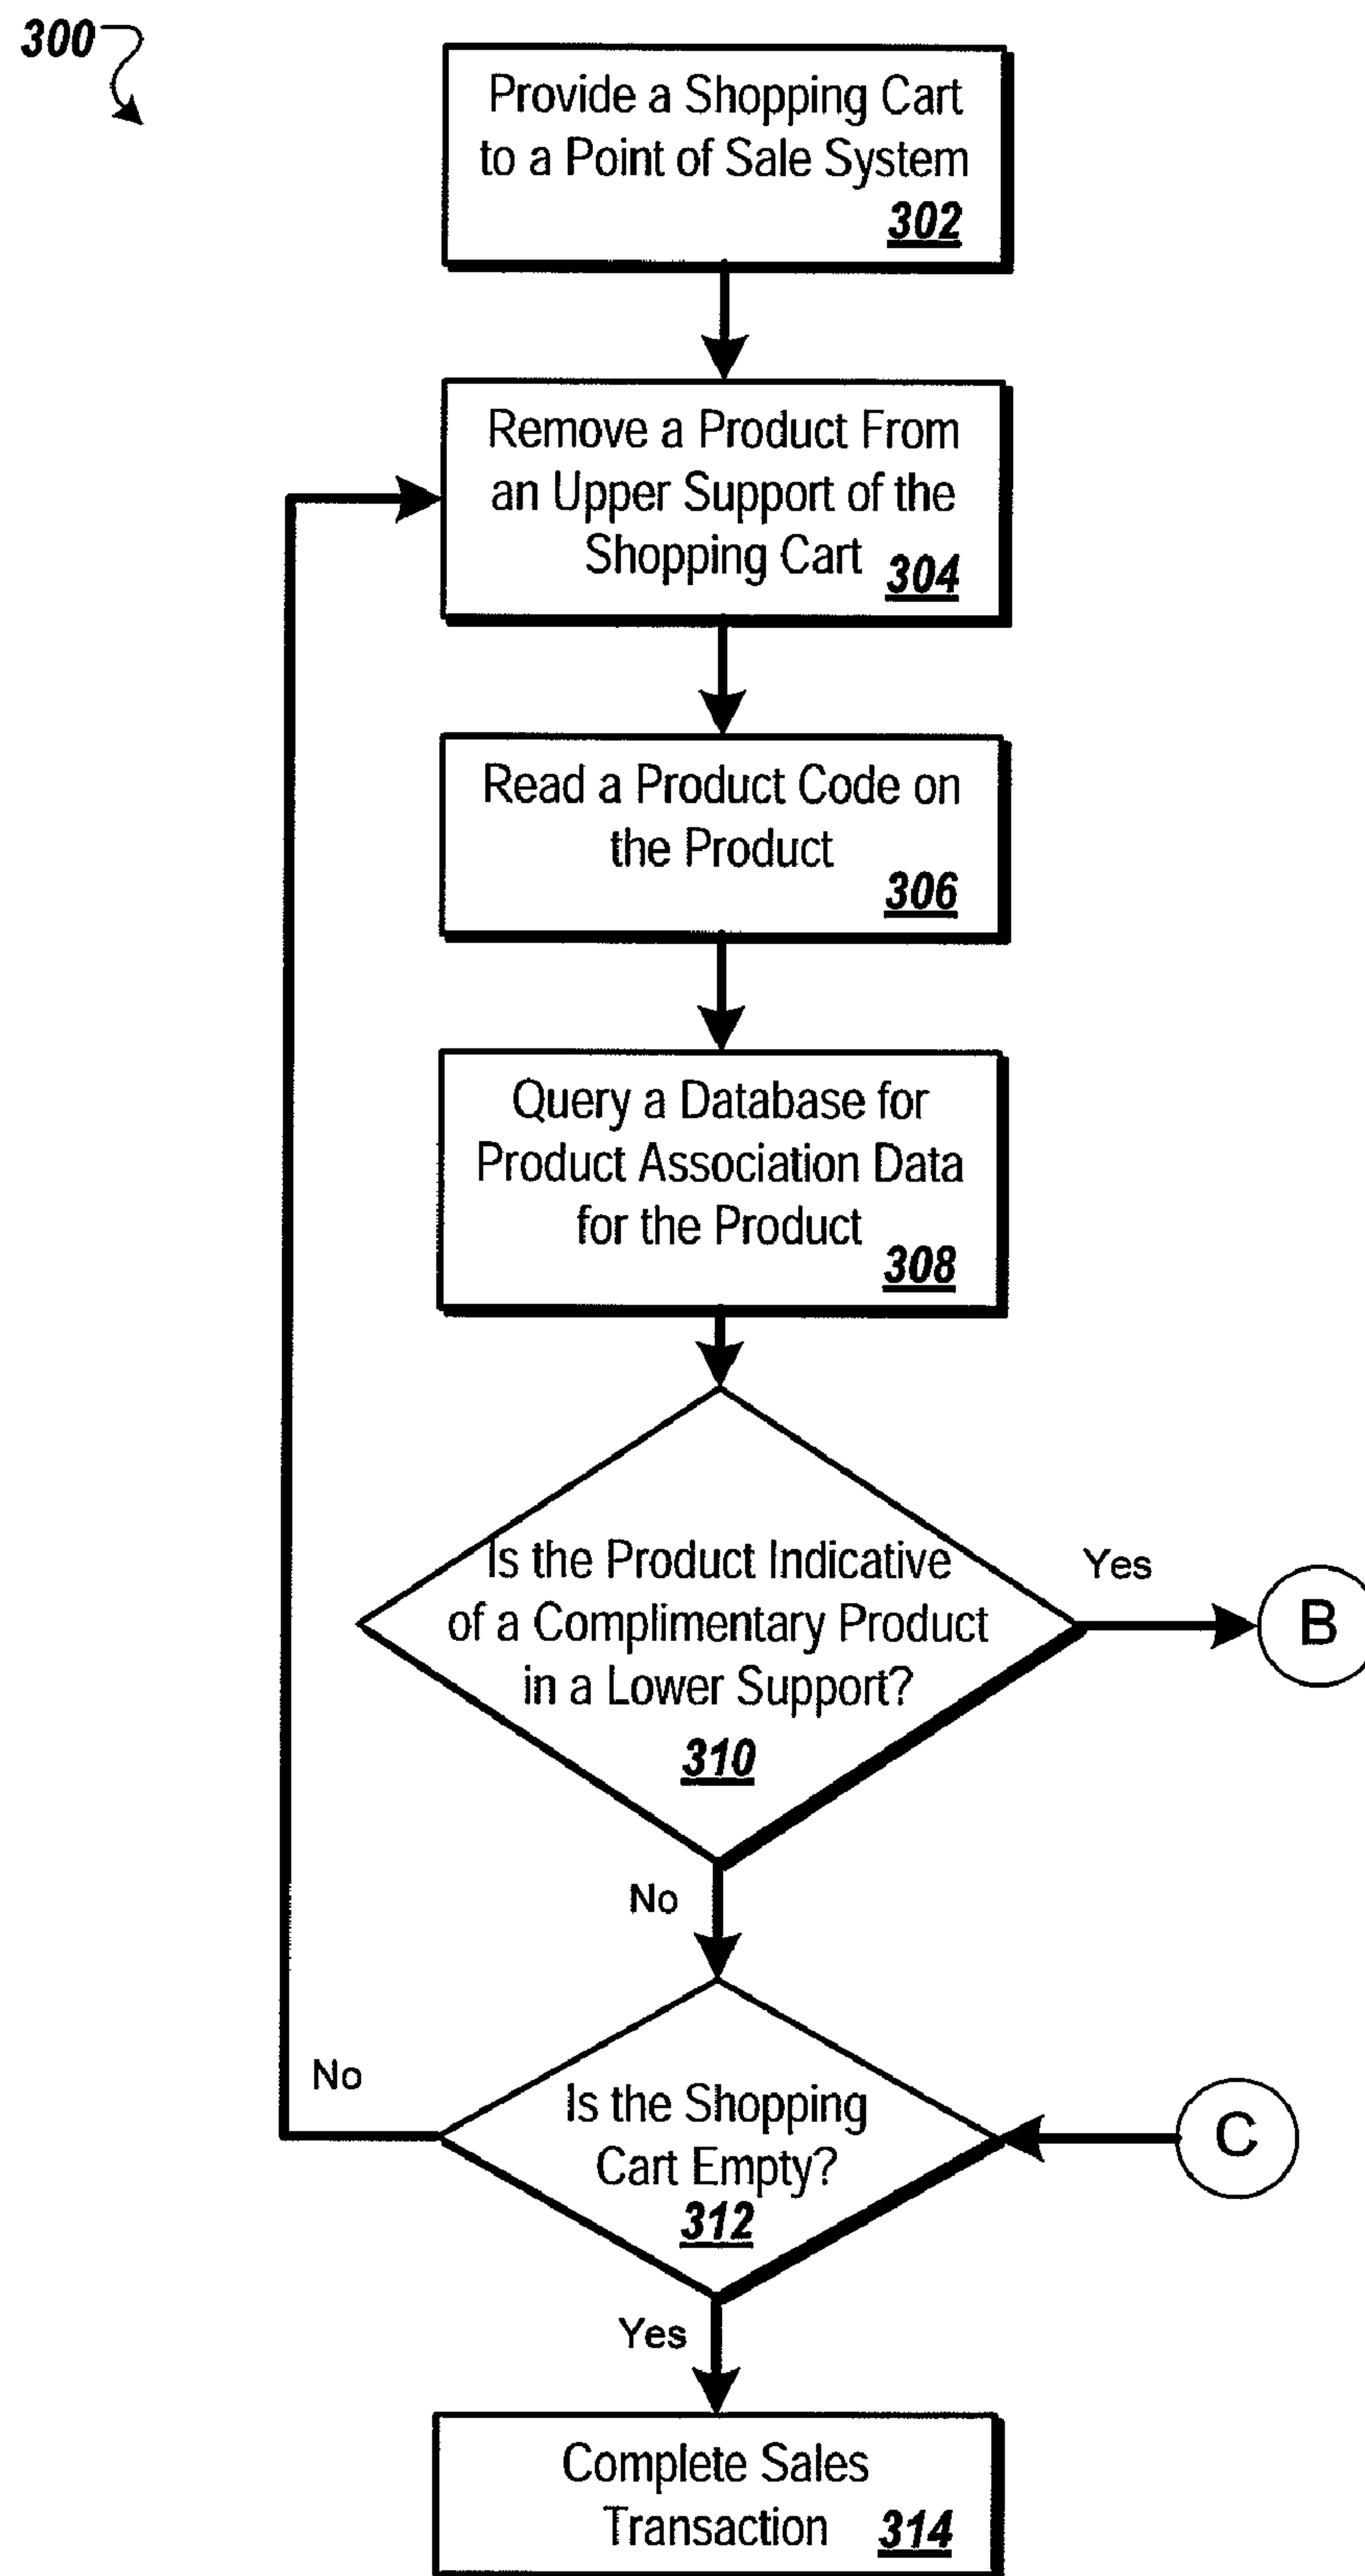 300
Provide a Shopping Cart
to a Point of Sale System
302
Remove a Product From
an Upper Support of the
Shopping Cart 304
Read a Product Code on
the Product
306
Query a Database for
Product Association Data
for the Product
308
Is the Product Indicative
of a Complimentary Product
in a Lower Support?
310
Yes
B
No
Is the Shopping
Cart Empty?
312
No
C
Yes
Complete Sales
Transaction 314